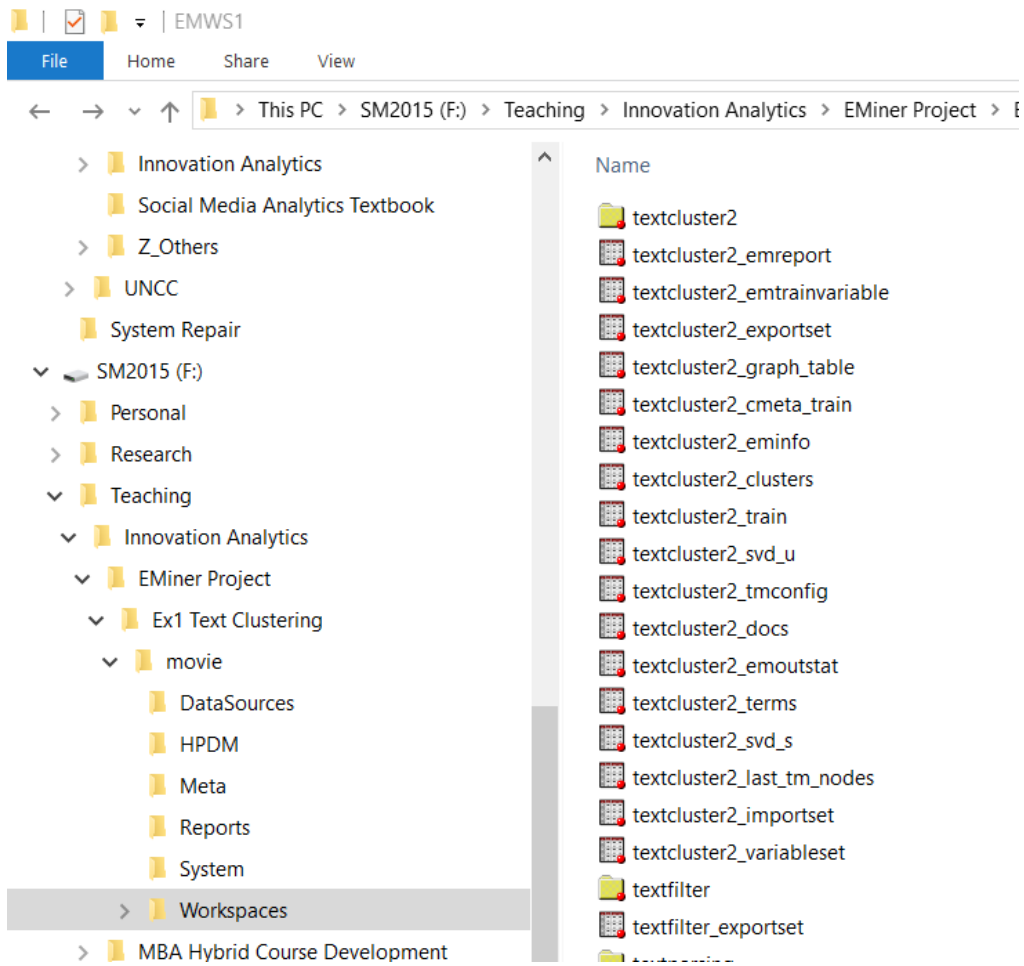 EMWS1
File Home Share View
This PC > SM2015 (F:) > Teaching > Innovation Analytics > EMiner Project >
Innovation Analytics
Social Media Analytics Textbook
Z_Others
UNCC
System Repair
SM2015 (F:)
Personal
Research
Teaching
Innovation Analytics
EMiner Project
Ex1 Text Clustering
movie
DataSources
HPDM
Meta
Reports
System
Workspaces
MBA Hybrid Course Development
Name
textcluster2
textcluster2_emreport
textcluster2_emtrainvariable
textcluster2_exportset
textcluster2_graph_table
textcluster2_cmeta_train
textcluster2_eminfo
textcluster2_clusters
textcluster2_train
textcluster2_svd_u
textcluster2_tmconfig
textcluster2_docs
textcluster2_emoutstat
textcluster2_terms
textcluster2_svd_s
textcluster2_last_tm_nodes
textcluster2_importset
textcluster2_variableset
textfilter
textfilter_exportset